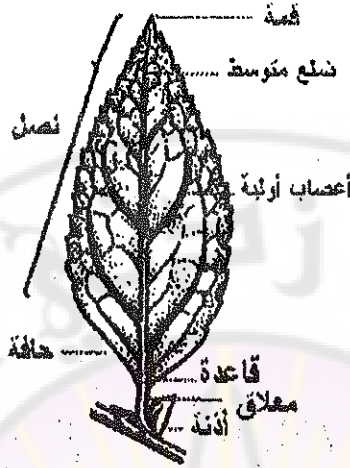 قمة
ضلع متوسط
نصل
أعصاب أولية
حافة
قاعدة
معلاق
أذنة